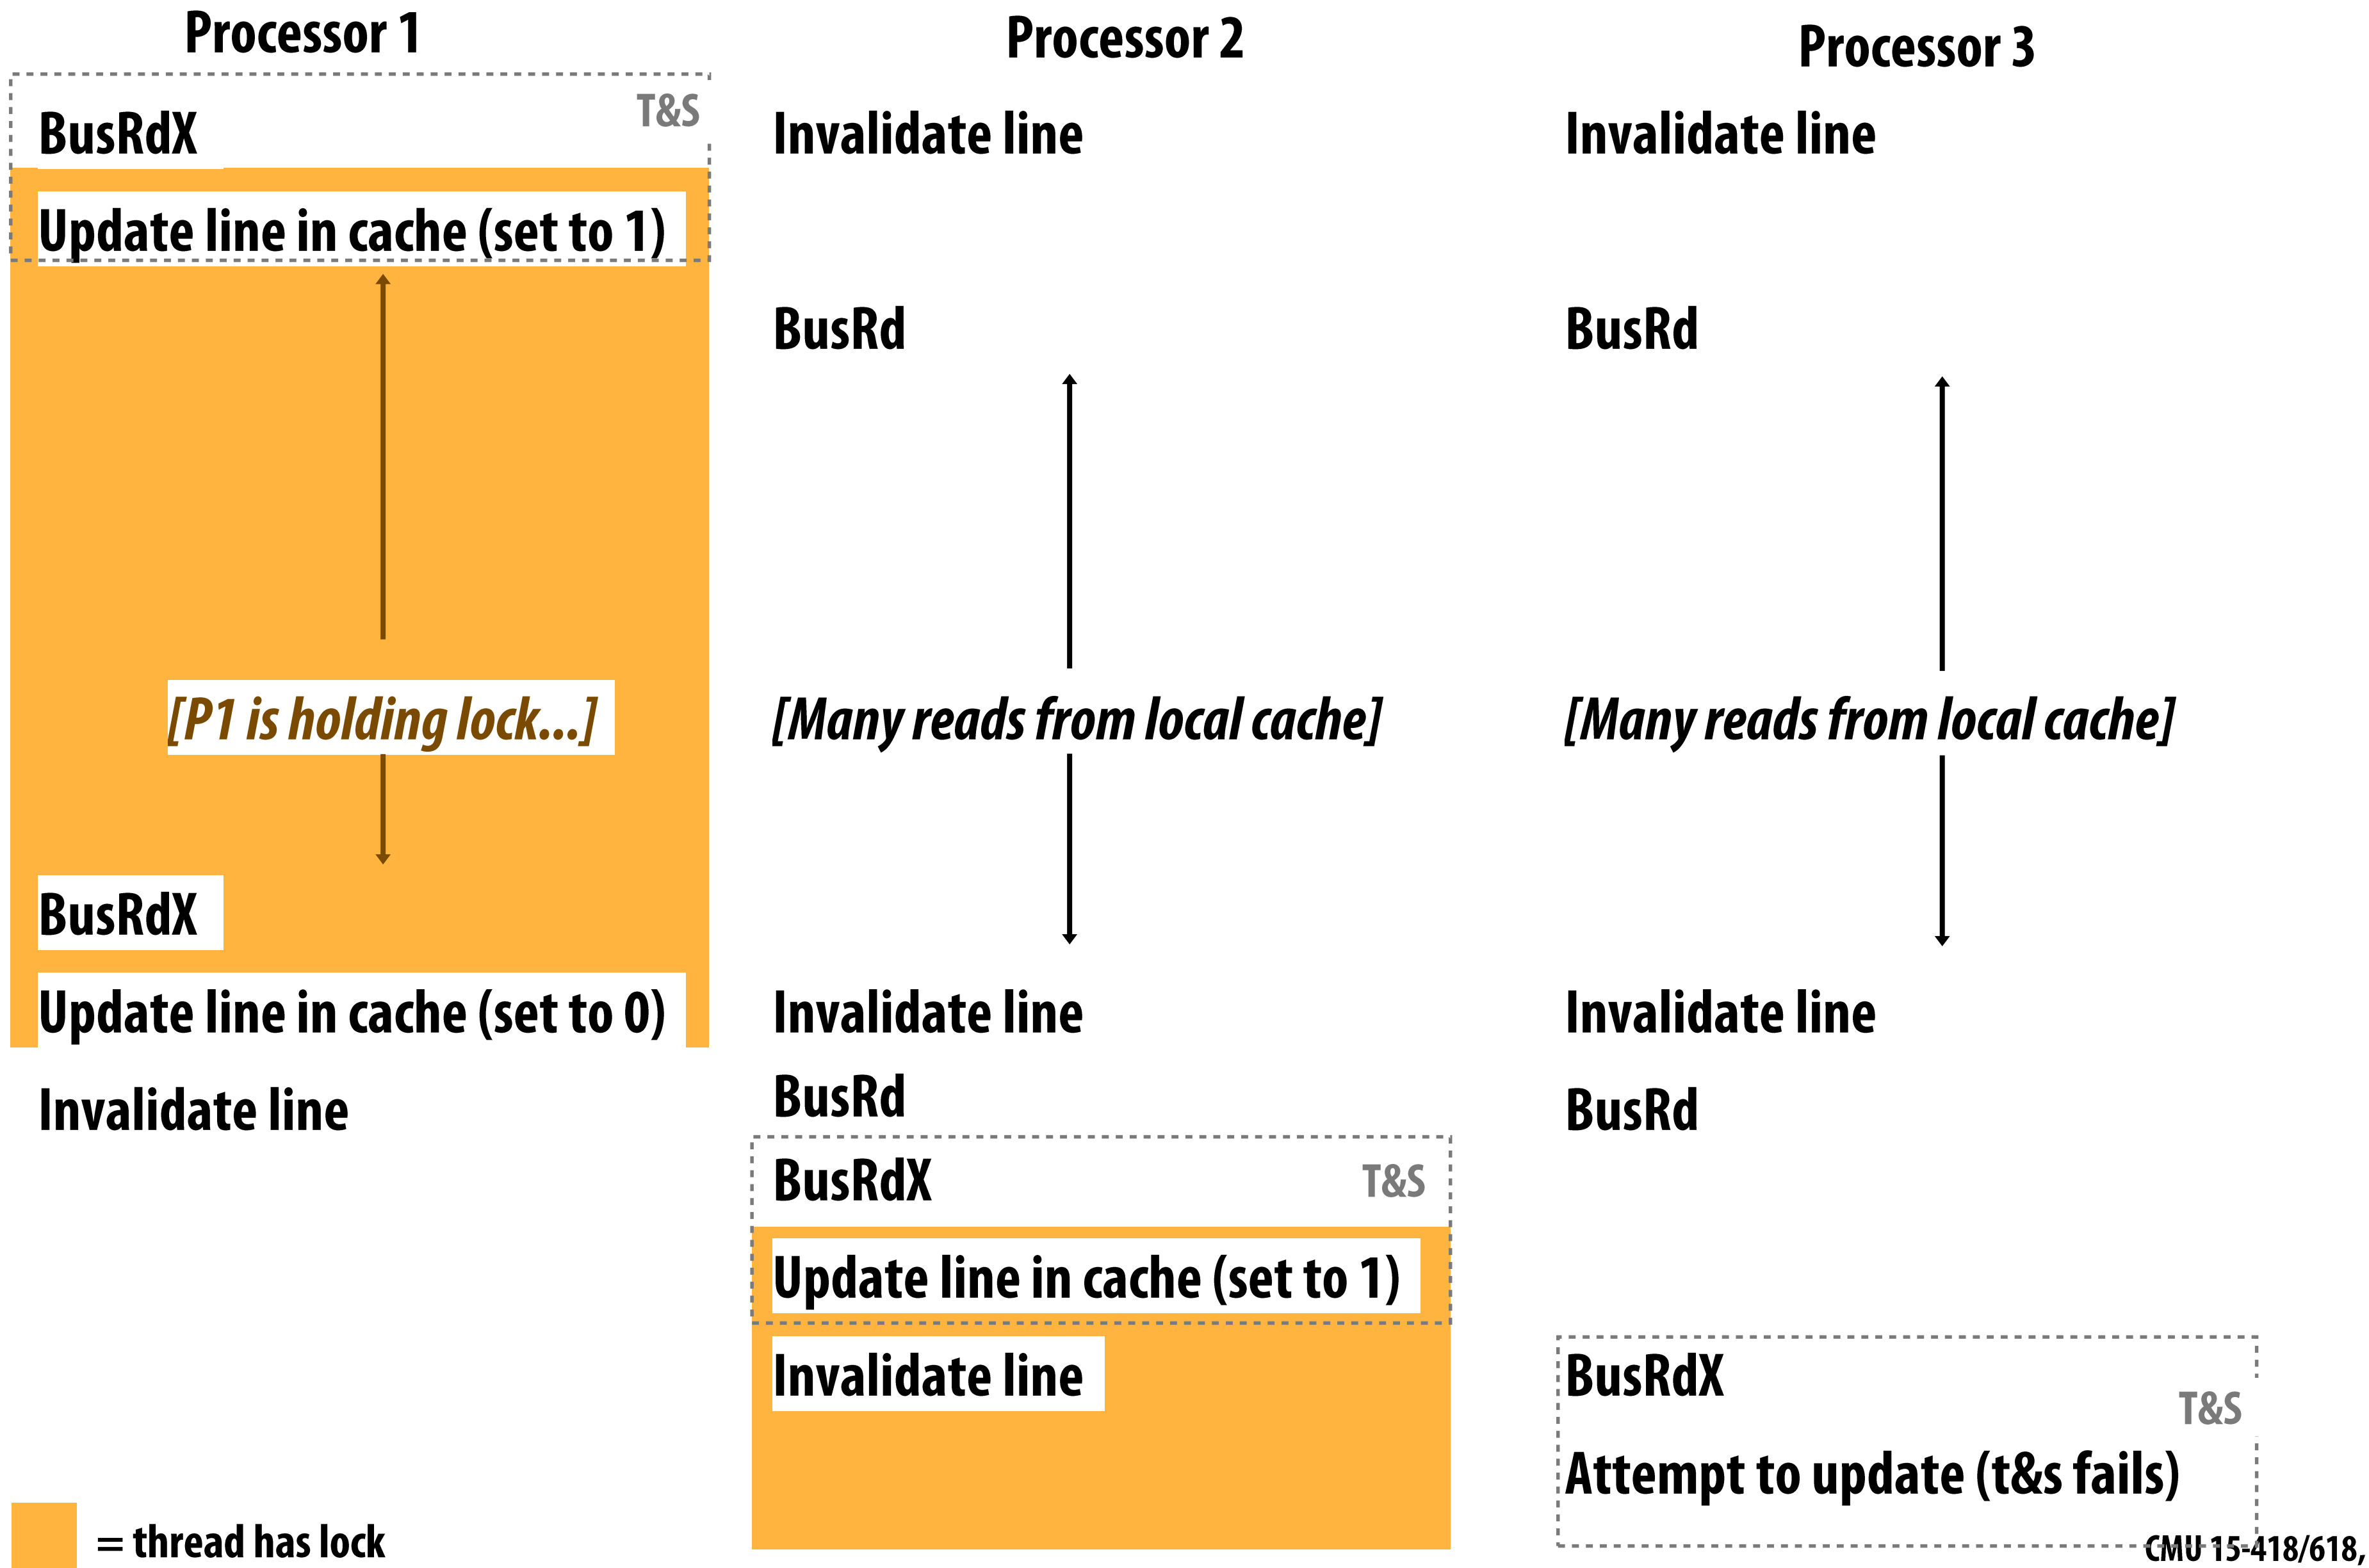 Processor 1
T&S
BusRdX
Update line in cache (set to 1)
[P1 is holding lock...]
BusRdX
Update line in cache (set to 0)
Invalidate line
Processor 2
Invalidate line
BusRd
[Many reads from local cache]
Invalidate line
BusRd
BusRdX
T&S
Update line in cache (set to 1)
Invalidate line
Processor 3
Invalidate line
BusRd
[Many reads from local cache]
Invalidate line
BusRd
BusRdX
T&S
Attempt to update (t&s fails)
= thread has lock
CMU 15-418/618,